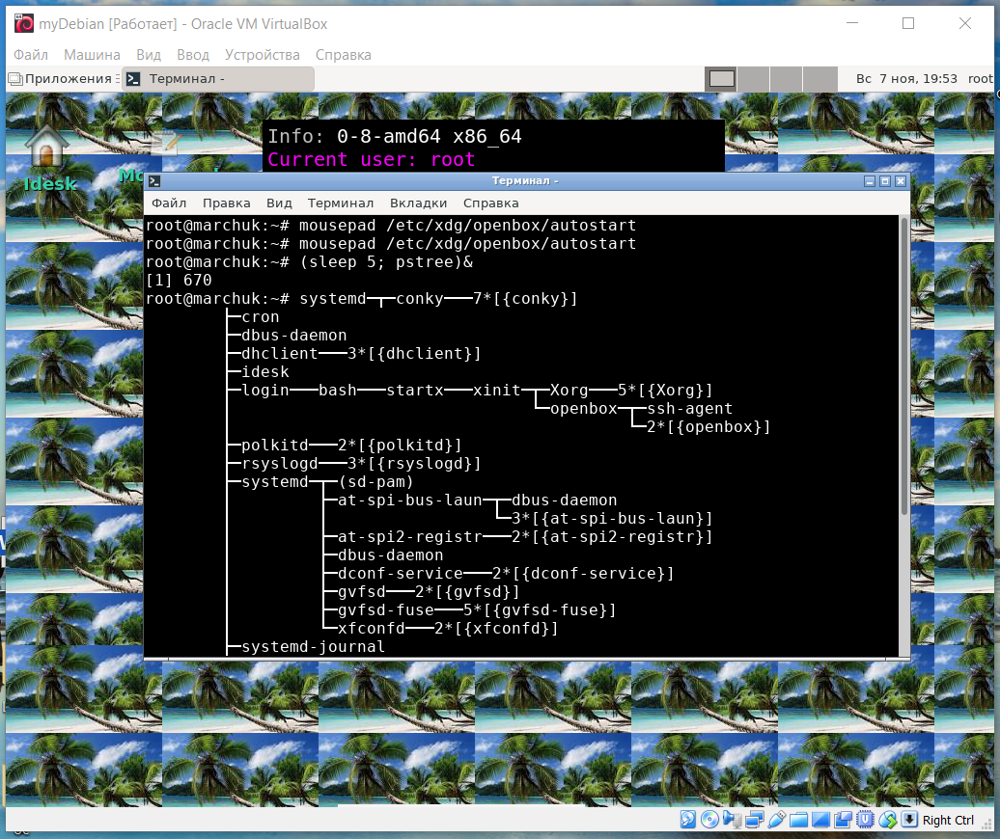 myDebian [Работает] - Oracle VM VirtualBox
Файл Машина Вид Ввод Устройства Справка
Приложения Терминал - Вс 7 ноя, 19:53 root
Info: 0-8-amd64 x86_64
Current user: root
Idesk
Терминал -
Файл Правка Вид Терминал Вкладки Справка
root@marchuk:~# mousepad /etc/xdg/openbox/autostart
root@marchuk:~# mousepad /etc/xdg/openbox/autostart
root@marchuk:~# (sleep 5; pstree)&
[1] 670
root@marchuk:~# systemd─┬─conky───7*[{conky}]
├─cron
├─dbus-daemon
├─dhclient───3*[{dhclient}]
├─idesk
├─login───bash───startx───xinit─┬─Xorg───5*[{Xorg}]
└─openbox─┬─ssh-agent
└─2*[{openbox}]
├─polkitd───2*[{polkitd}]
├─rsyslogd───3*[{rsyslogd}]
├─systemd─┬─(sd-pam)
├─at-spi-bus-laun─┬─dbus-daemon
└─3*[{at-spi-bus-laun}]
├─at-spi2-registr───2*[{at-spi2-registr}]
├─dbus-daemon
├─dconf-service───2*[{dconf-service}]
├─gvfsd───2*[{gvfsd}]
├─gvfsd-fuse───5*[{gvfsd-fuse}]
└─xfconfd───2*[{xfconfd}]
├─systemd-journal
Right Ctrl